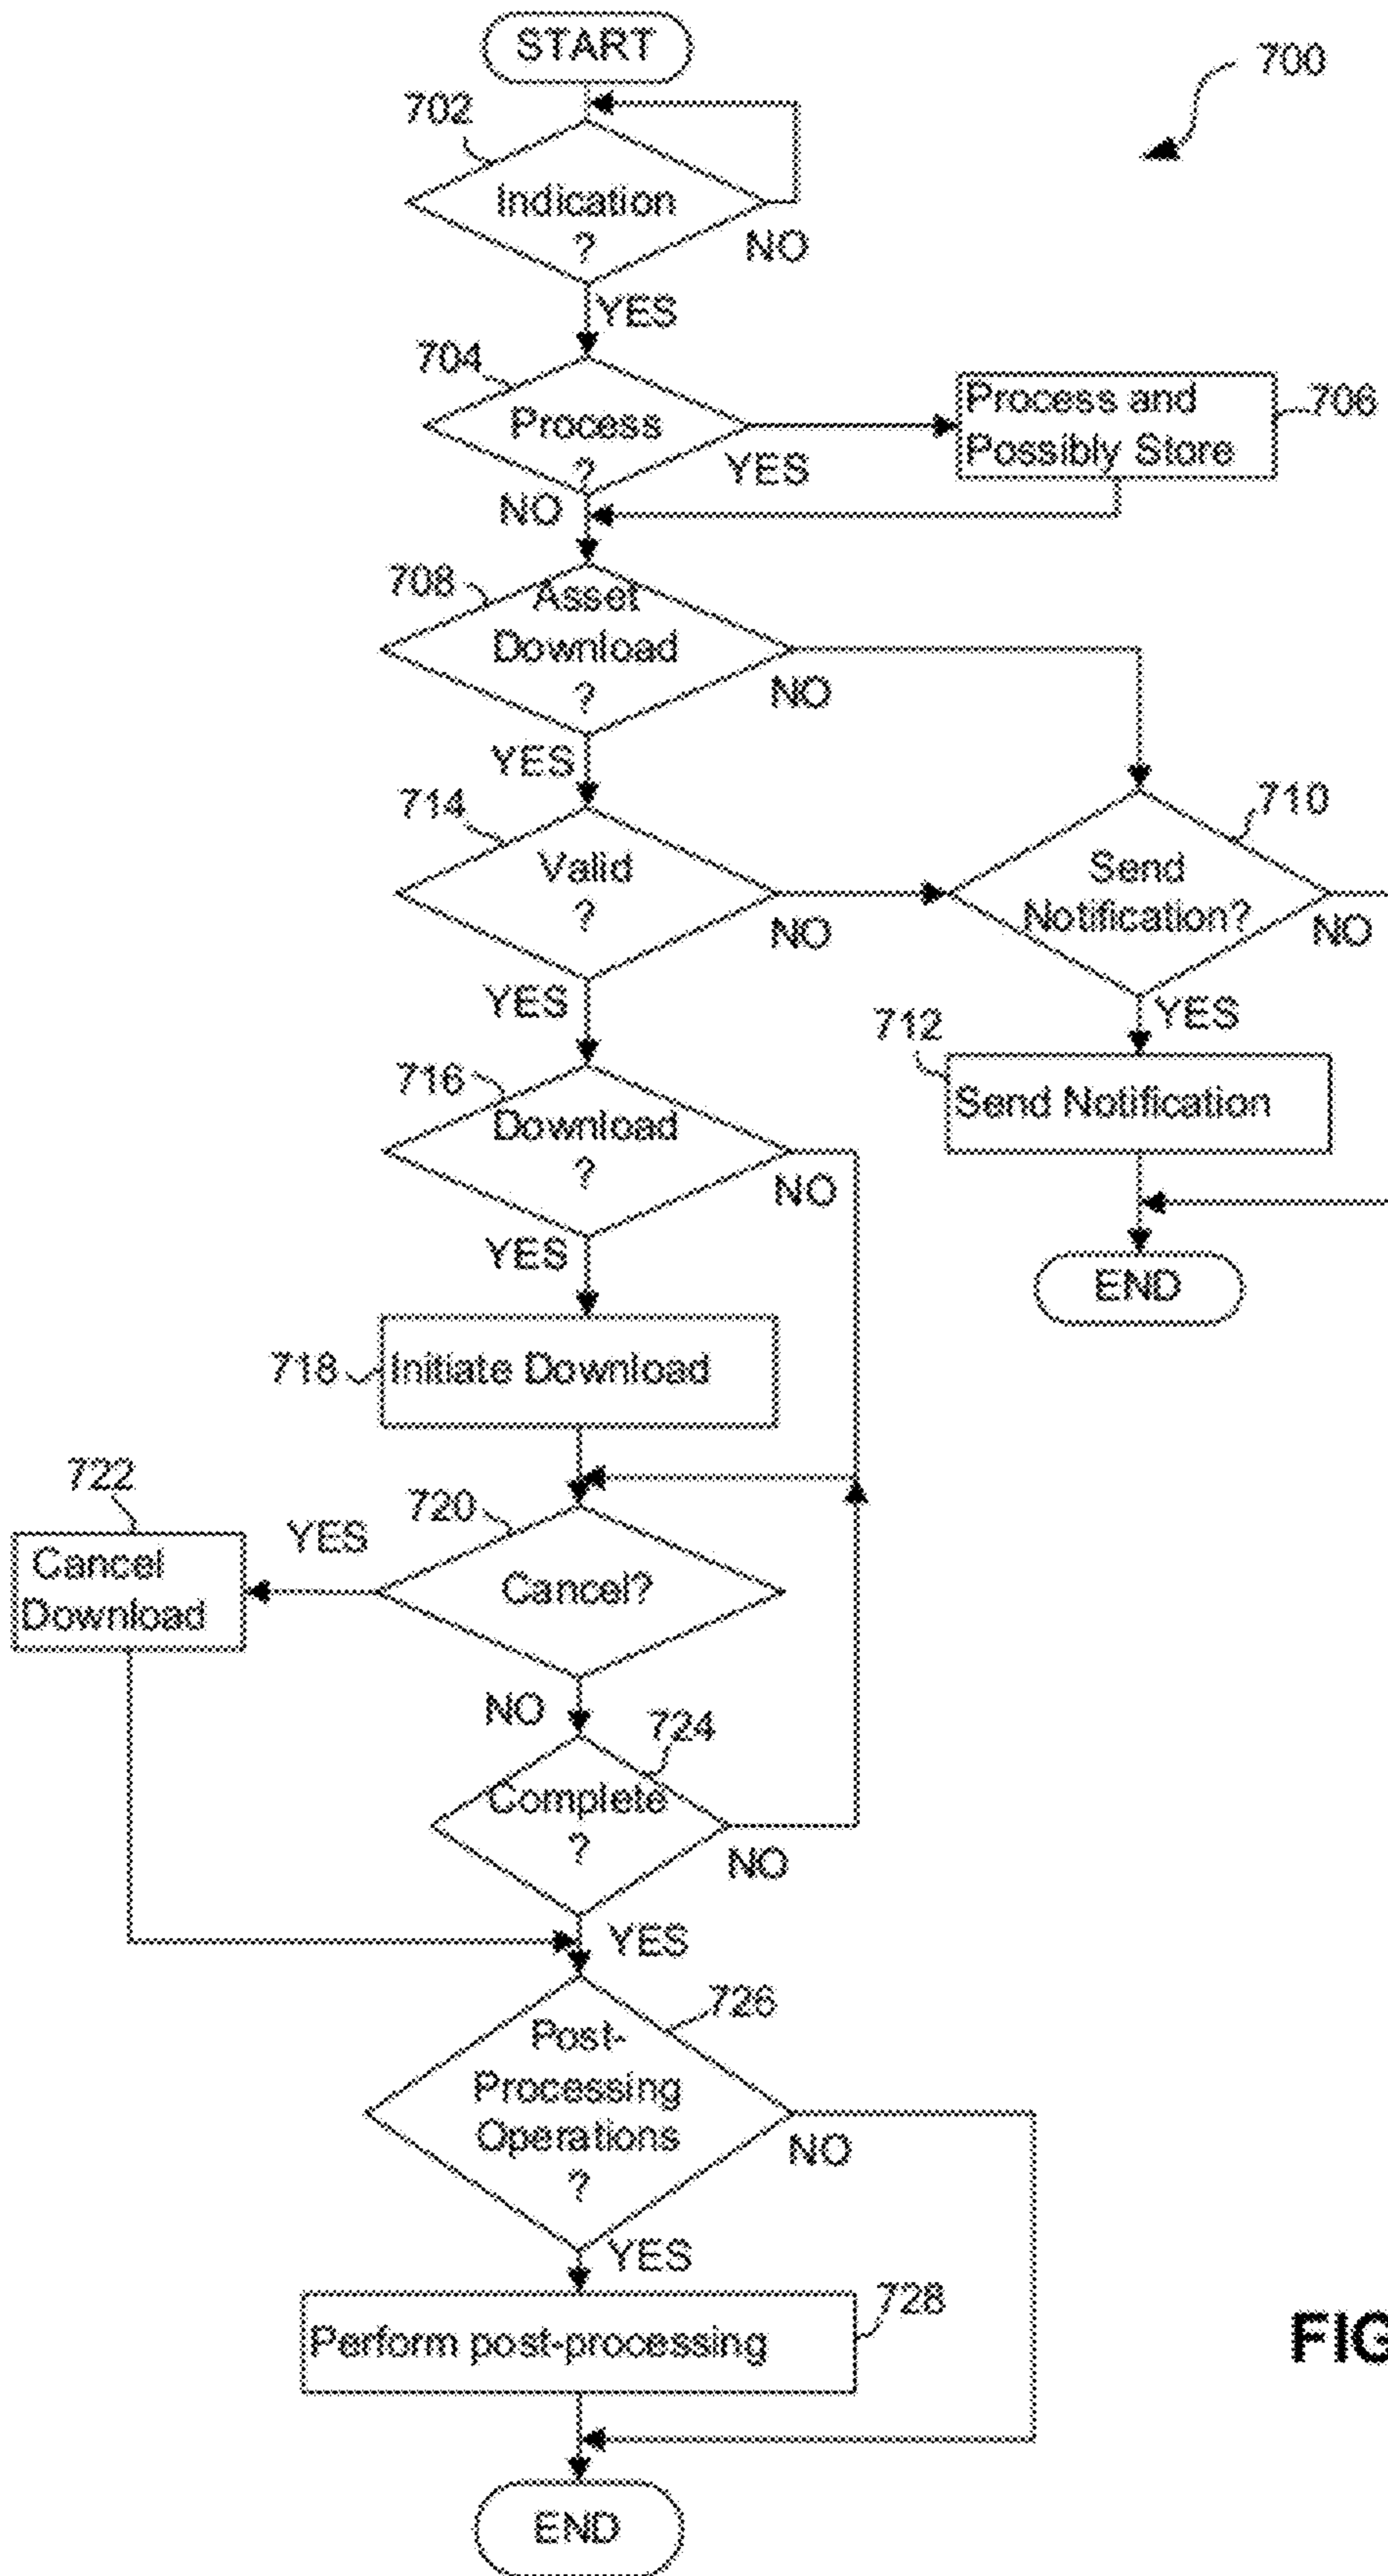 START
700
702
Indication
?
NO
YES
704
Process
?
YES
NO
Process and
Possibly Store
706
708
Asset
Download
?
NO
YES
714
Valid
?
NO
YES
710
Send
Notification?
NO
YES
712
Send Notification
END
716
Download
?
NO
YES
718
Initiate Download
722
Cancel
Download
YES
720
Cancel?
NO
724
Complete
?
NO
YES
726
Post-
Processing
Operations
?
NO
YES
728
Perform post-processing
FIG
END